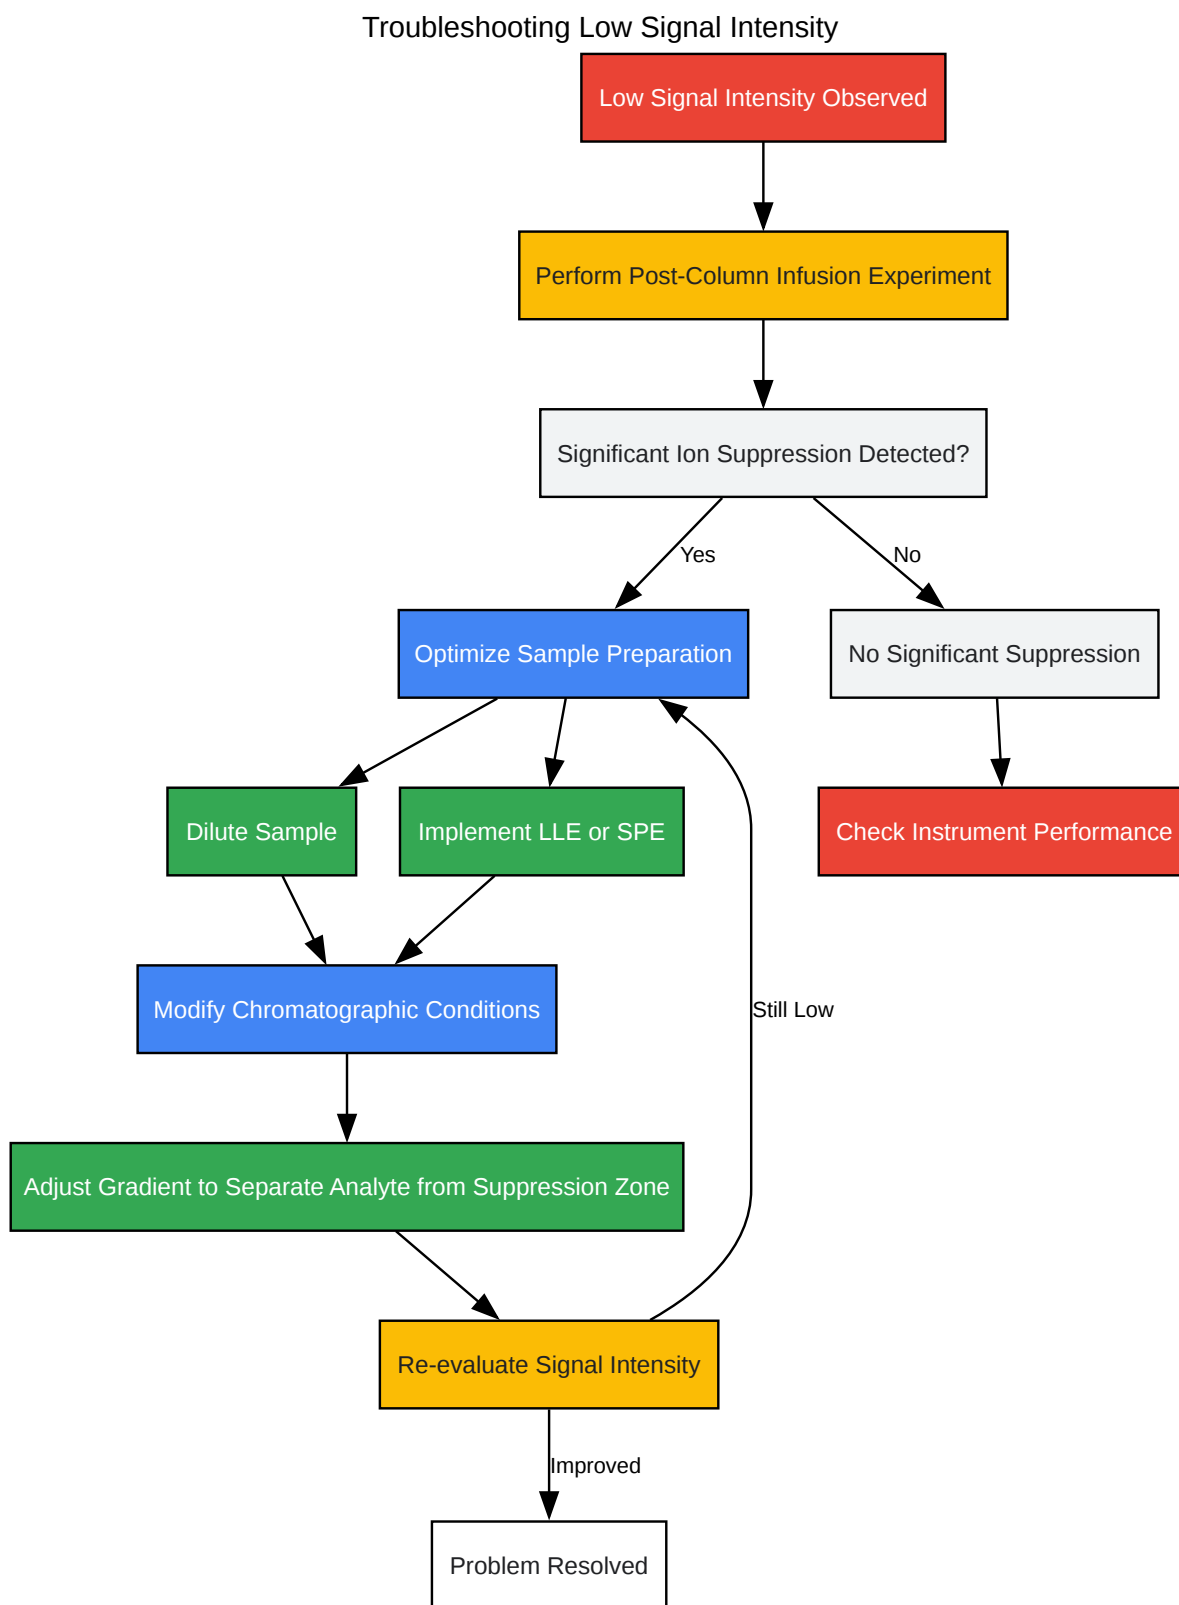 Troubleshooting Low Signal Intensity
Low Signal Intensity Observed
Perform Post-Column Infusion Experiment
Significant Ion Suppression Detected?
Yes
No
Optimize Sample Preparation
No Significant Suppression
Dilute Sample
Implement LLE or SPE
Check Instrument Performance
Modify Chromatographic Conditions
Still Low
Adjust Gradient to Separate Analyte from Suppression Zone
Re-evaluate Signal Intensity
Improved
Problem Resolved